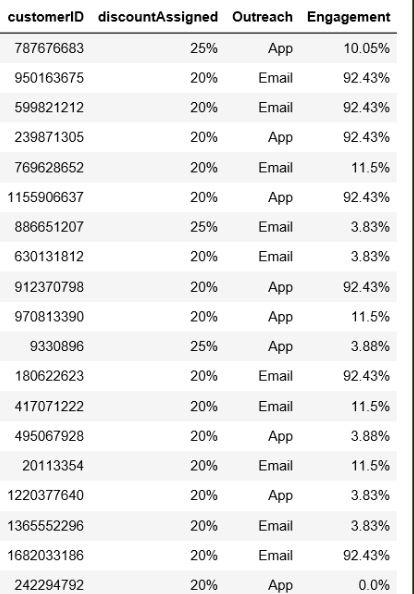 customerID discountAssigned Outreach Engagement
787676683 25% App 10.05%
950163675 20% Email 92.43%
599821212 20% Email 92.43%
239871305 20% App 92.43%
769628652 20% Email 11.5%
1155906637 20% App 92.43%
886651207 25% Email 3.83%
630131812 20% Email 3.83%
912370798 20% App 92.43%
970813390 20% App 11.5%
9330896 25% App 3.88%
180622623 20% Email 92.43%
417071222 20% Email 11.5%
495067928 20% App 3.88%
20113354 20% Email 11.5%
1220377640 20% App 3.83%
1365552296 20% Email 3.83%
1682033186 20% Email 92.43%
242294792 20% App 0.0%